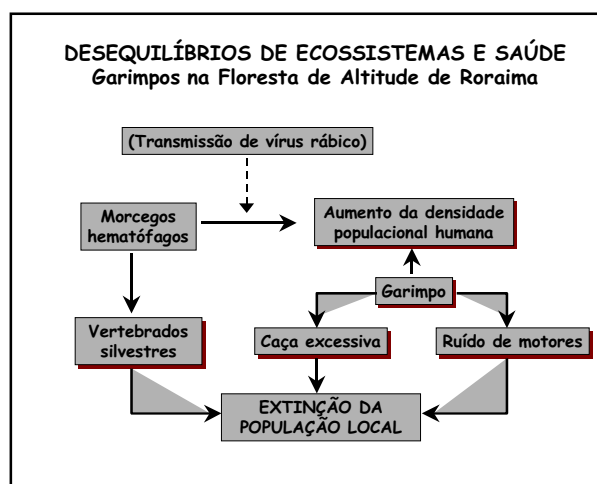 DESEQUILÍBRIOS DE ECOSSISTEMAS E SAÚDE
Garimpos na Floresta de Altitude de Roraima
(Transmissão de vírus rábico)
Morcegos
hematófagos
Aumento da densidade
populacional humana
Garimpo
Vertebrados
silvestres
Caça excessiva
Ruído de motores
EXTINÇÃO DA
POPULAÇÃO LOCAL